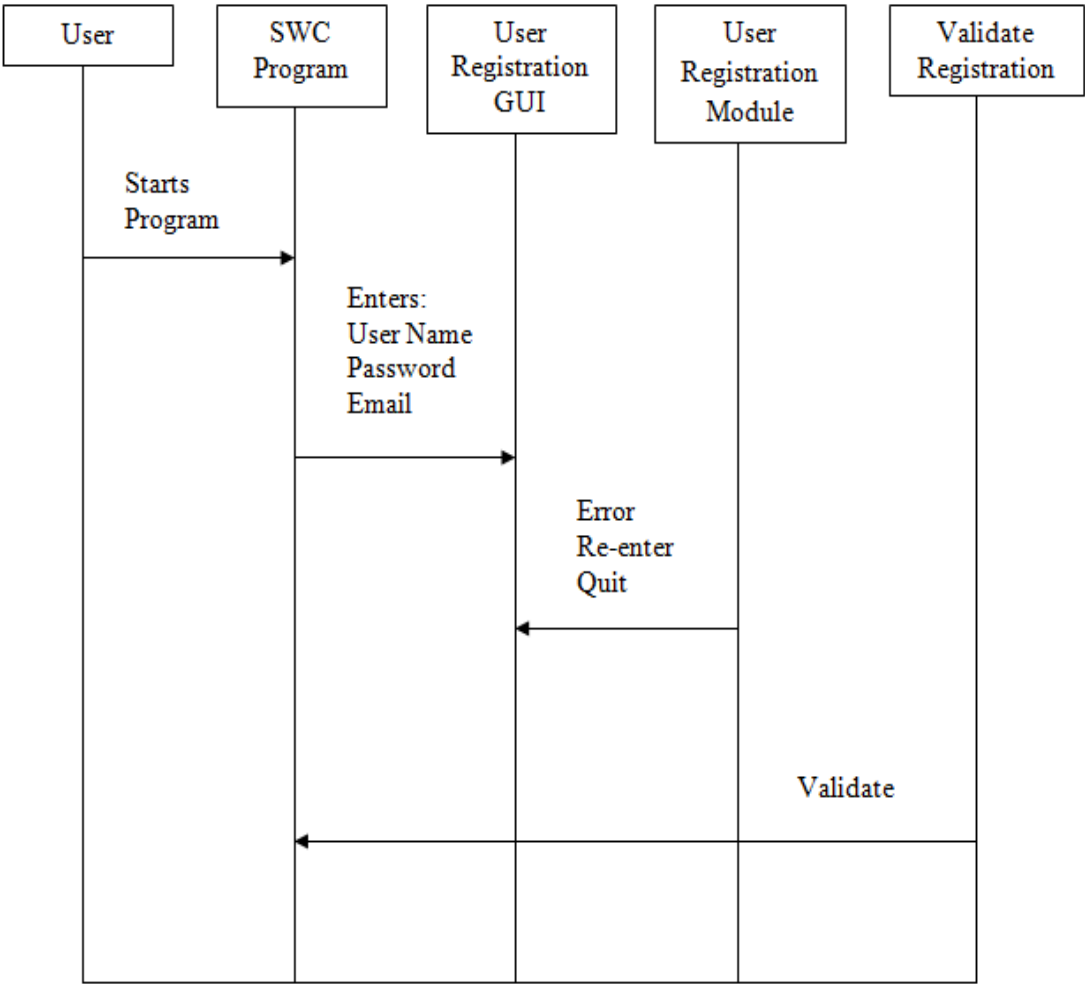 User
SWC
Program
User
Registration
GUI
User
Registration
Module
Validate
Registration
Starts
Program
Enters:
User Name
Password
Email
Error
Re-enter
Quit
Validate